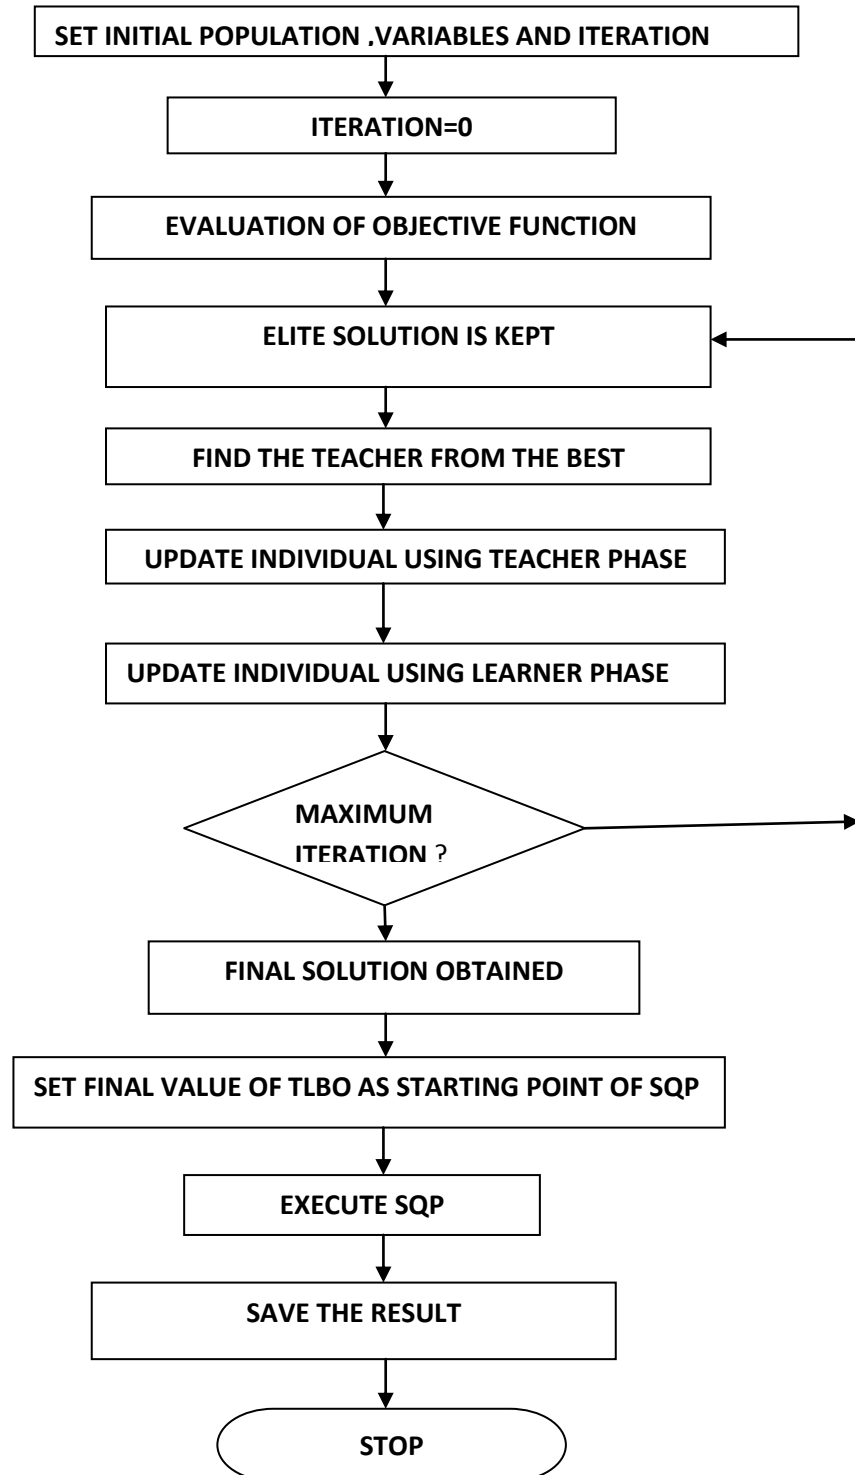 SET INITIAL POPULATION ,VARIABLES AND ITERATION
ITERATION=0
EVALUATION OF OBJECTIVE FUNCTION
ELITE SOLUTION IS KEPT
FIND THE TEACHER FROM THE BEST
UPDATE INDIVIDUAL USING TEACHER PHASE
UPDATE INDIVIDUAL USING LEARNER PHASE
MAXIMUM
ITERATION ?
FINAL SOLUTION OBTAINED
SET FINAL VALUE OF TLBO AS STARTING POINT OF SQP
EXECUTE SQP
SAVE THE RESULT
STOP